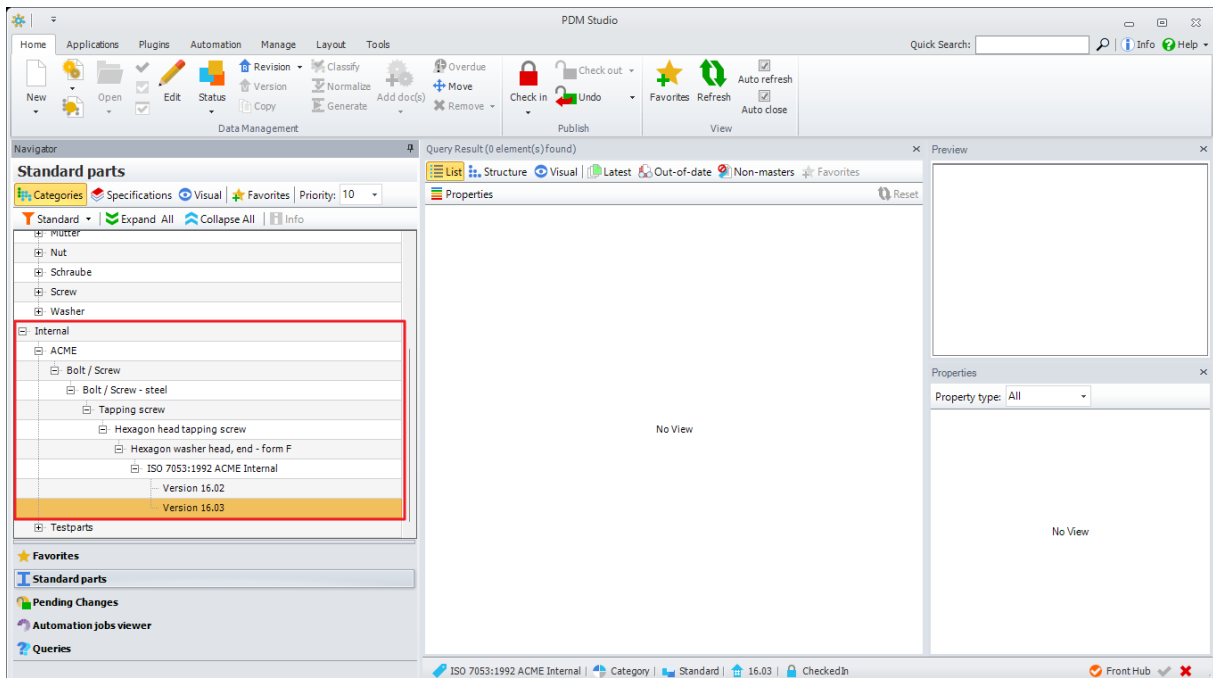 PDM Studio
Home Applications Plugins Automation Manage Layout Tools
Quick Search: Info Help
New Open Edit Status Revision Version Copy Classify Normalize Generate Add doc(s) Overdue Move Remove Check in Check out Undo Favorites Refresh Auto refresh Auto close
Data Management Publish View
Navigator
Standard parts
Categories Specifications Visual Favorites Priority: 10
Standard Expand All Collapse All Info
Mutter
Nut
Schraube
Screw
Washer
Internal
ACME
Bolt / Screw
Bolt / Screw - steel
Tapping screw
Hexagon head tapping screw
Hexagon washer head, end - form F
ISO 7053:1992 ACME Internal
Version 16.02
Version 16.03
Testparts
Favorites
Standard parts
Pending Changes
Automation jobs viewer
Queries
Query Result (0 element(s) found)
List Structure Visual Latest Out-of-date Non-masters Favorites
Properties Reset
No View
Preview
Properties
Property type: All
No View
ISO 7053:1992 ACME Internal | Category | Standard | 16.03 | CheckedIn
Front Hub